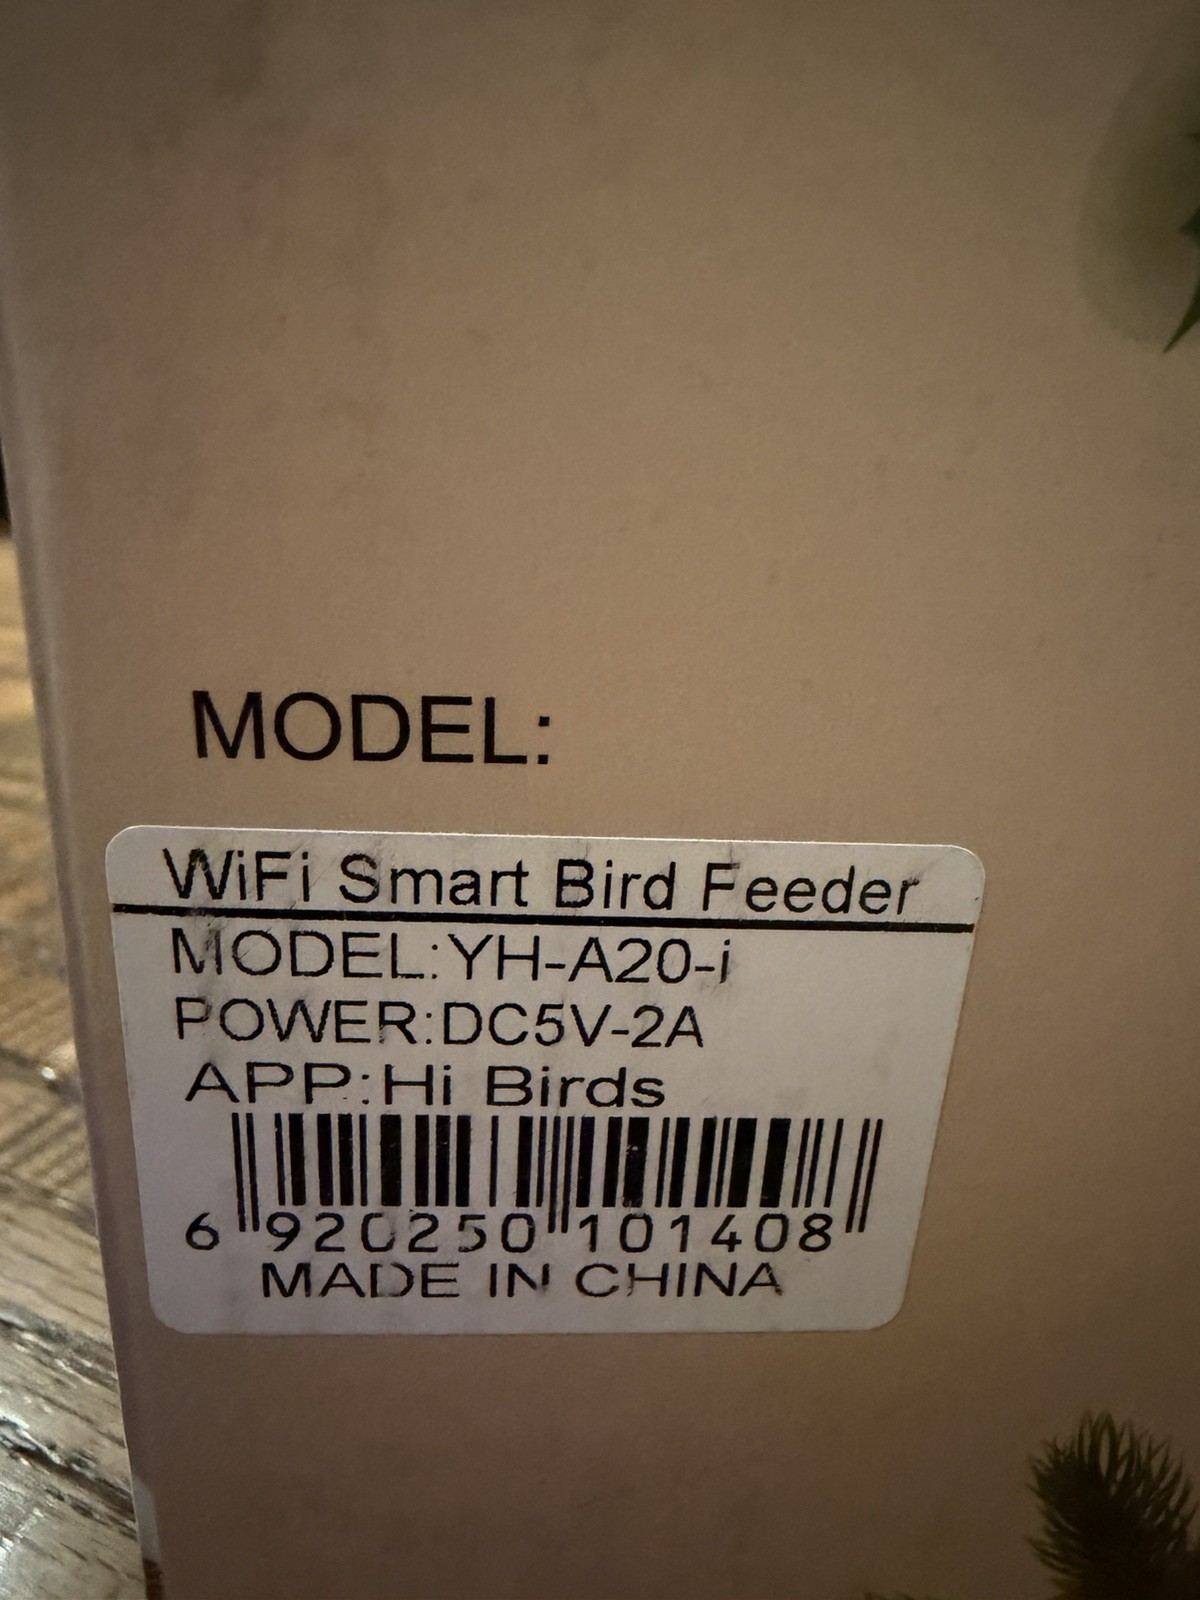 MODEL:
WiFi Smart Bird Feeder
MODEL:YH-A20-i
POWER:DC5V-2A
APP:Hi Birds
6 920250 101408
MADE IN CHINA